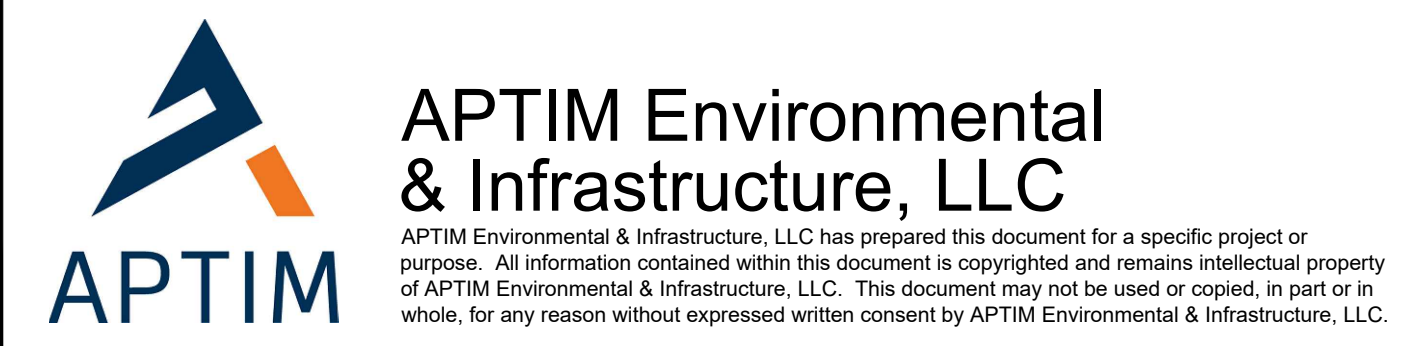 APTIM
APTIM Environmental
& Infrastructure, LLC
APTIM Environmental & Infrastructure, LLC has prepared this document for a specific project or
purpose.  All information contained within this document is copyrighted and remains intellectual property
of APTIM Environmental & Infrastructure, LLC.  This document may not be used or copied, in part or in
whole, for any reason without expressed written consent by APTIM Environmental & Infrastructure, LLC.